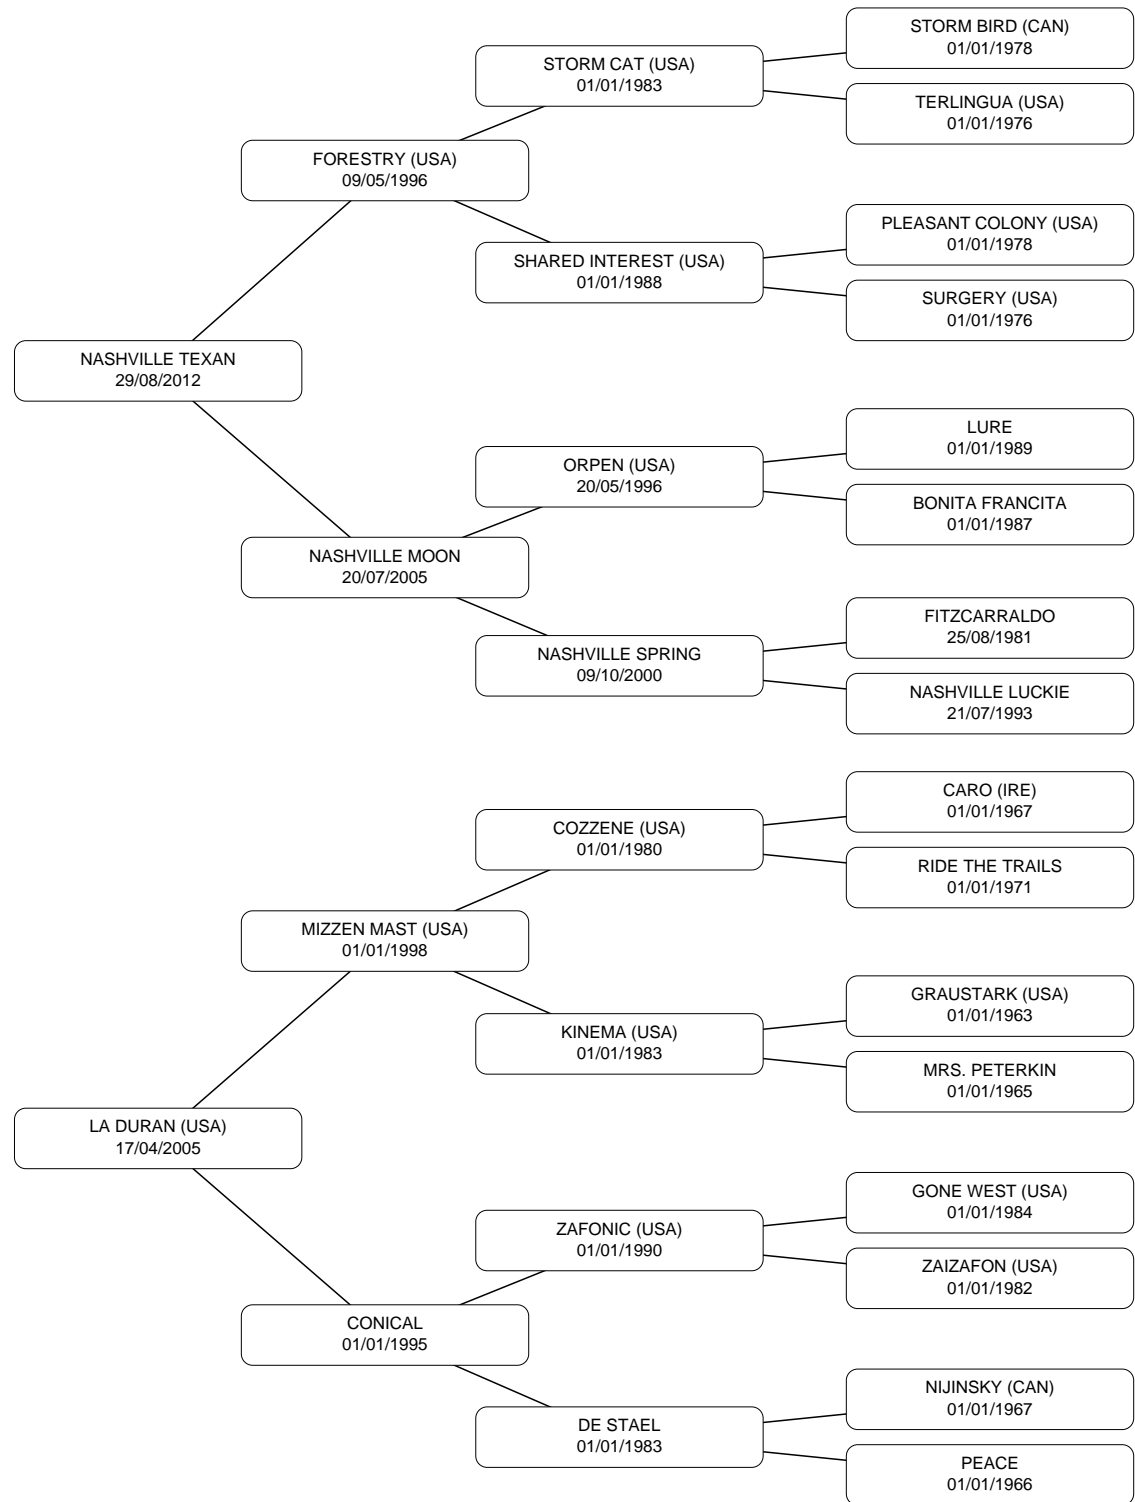 STORM BIRD (CAN)
01/01/1978
STORM CAT (USA)
01/01/1983
TERLINGUA (USA)
01/01/1976
FORESTRY (USA)
09/05/1996
PLEASANT COLONY (USA)
01/01/1978
SHARED INTEREST (USA)
01/01/1988
SURGERY (USA)
01/01/1976
NASHVILLE TEXAN
29/08/2012
LURE
01/01/1989
ORPEN (USA)
20/05/1996
BONITA FRANCITA
01/01/1987
NASHVILLE MOON
20/07/2005
FITZCARRALDO
25/08/1981
NASHVILLE SPRING
09/10/2000
NASHVILLE LUCKIE
21/07/1993
CARO (IRE)
01/01/1967
COZZENE (USA)
01/01/1980
RIDE THE TRAILS
01/01/1971
MIZZEN MAST (USA)
01/01/1998
GRAUSTARK (USA)
01/01/1963
KINEMA (USA)
01/01/1983
MRS. PETERKIN
01/01/1965
LA DURAN (USA)
17/04/2005
GONE WEST (USA)
01/01/1984
ZAFONIC (USA)
01/01/1990
ZAIZAFON (USA)
01/01/1982
CONICAL
01/01/1995
NIJINSKY (CAN)
01/01/1967
DE STAEL
01/01/1983
PEACE
01/01/1966